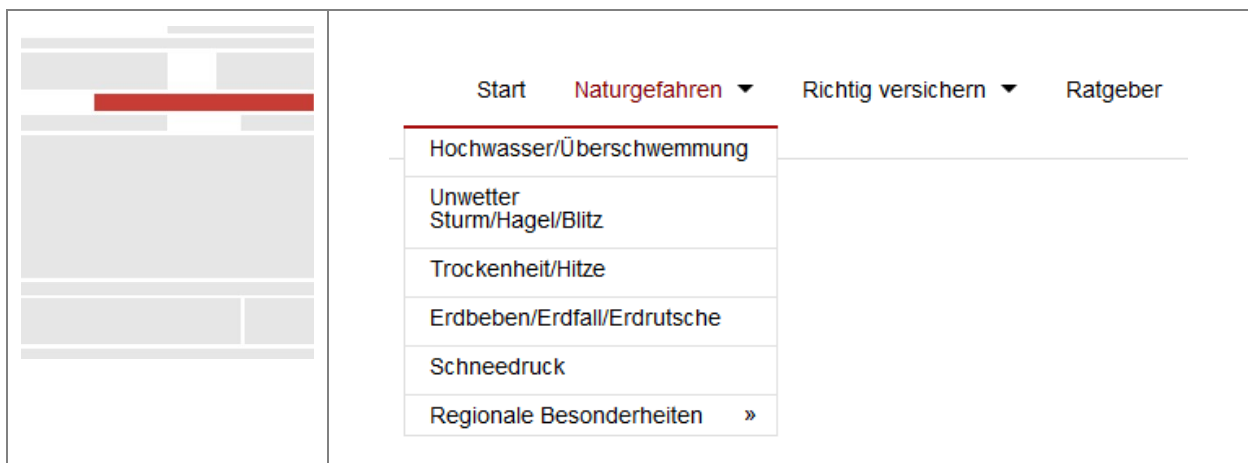 Start Naturgefahren Richtig versichern Ratgeber
Hochwasser/Überschwemmung
Unwetter
Sturm/Hagel/Blitz
Trockenheit/Hitze
Erdbeben/Erdfall/Erdrutsche
Schneedruck
Regionale Besonderheiten »